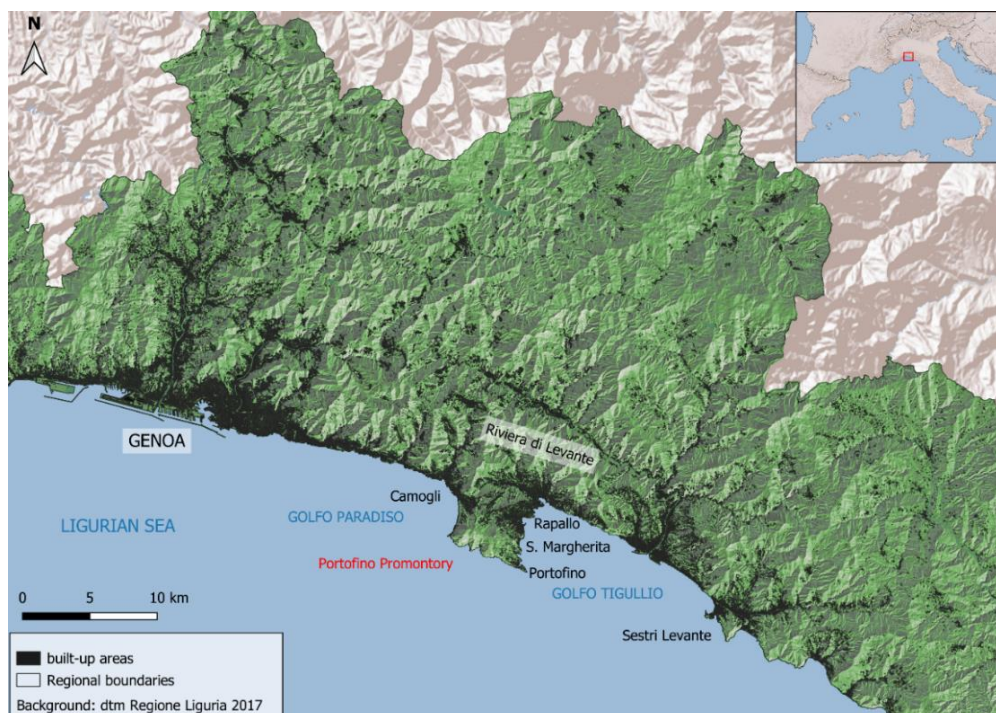 N
GENOA
Riviera di Levante
Camogli
GOLFO PARADISO
LIGURIAN SEA
Rapallo
S. Margherita
Portofino Promontory
Portofino
GOLFO TIGULLIO
Sestri Levante
0 5 10 km
built-up areas
Regional boundaries
Background: dtm Regione Liguria 2017